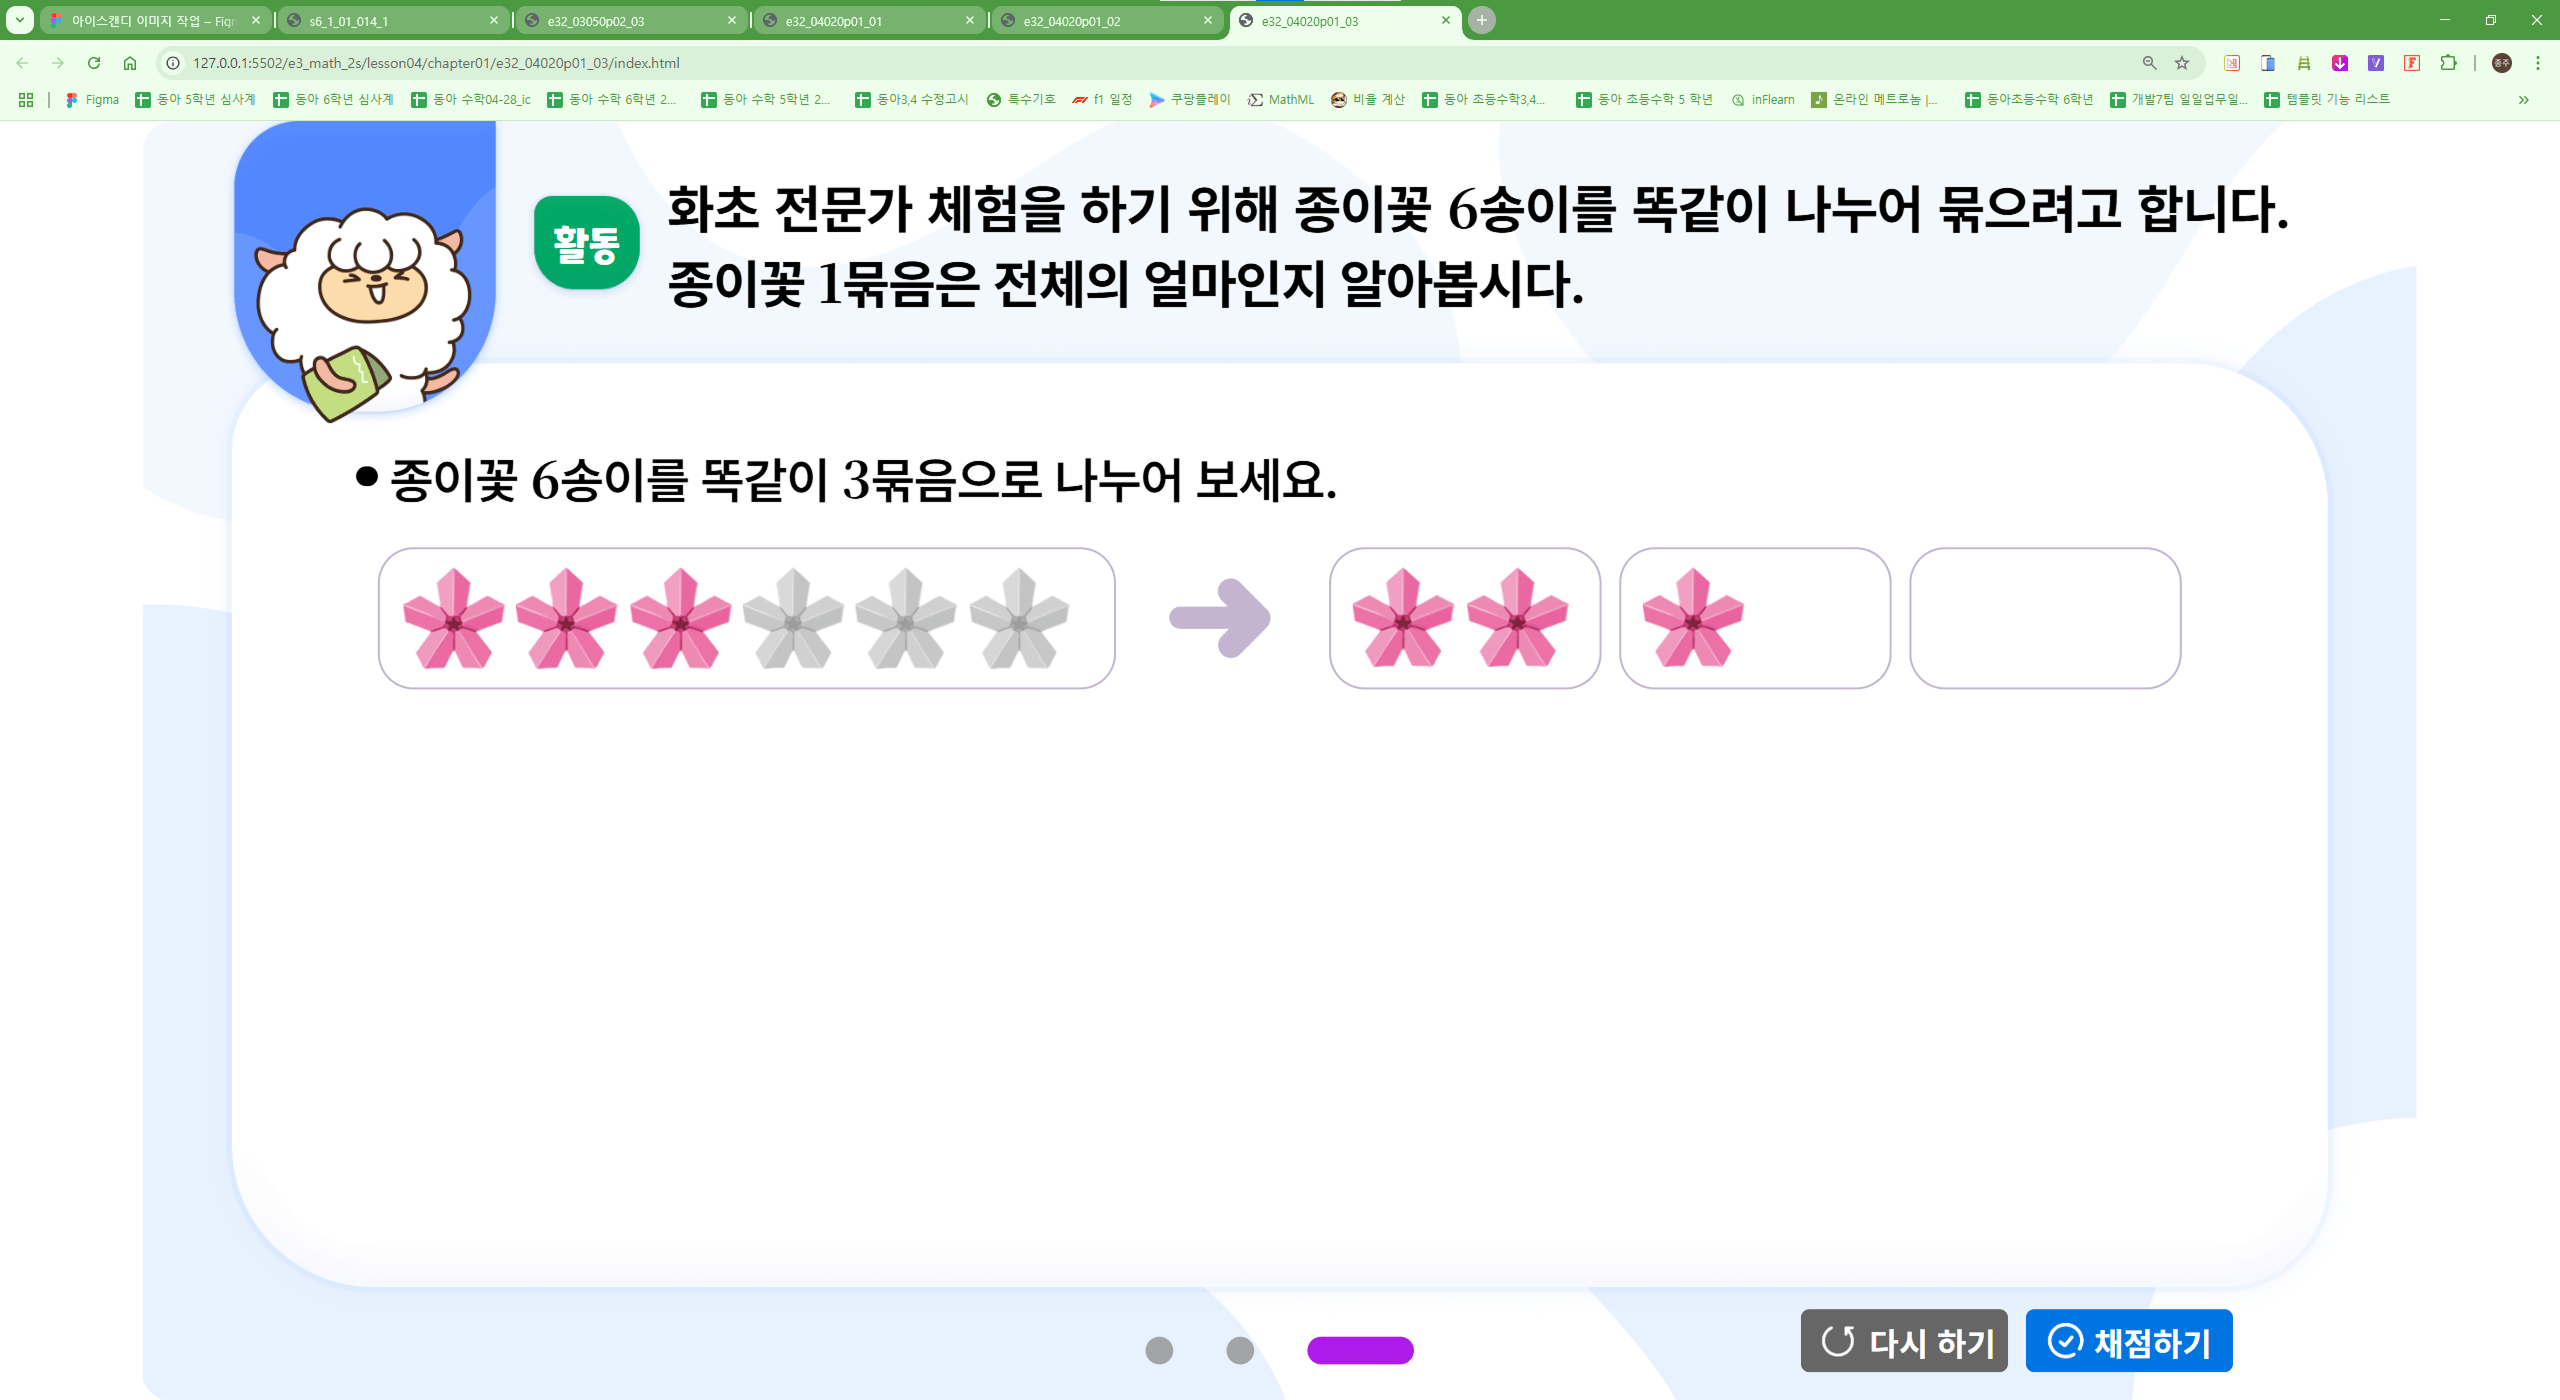 아이스캔디 이미지 작업 – Fig
s6_1_01_014_1
e32_03050p02_03
e32_04020p01_01
e32_04020p01_02
e32_04020p01_03
127.0.0.1:5502/e3_math_2s/lesson04/chapter01/e32_04020p01_03/index.html
종주
Figma
동아 5학년 심사계
동아 6학년 심사계
동아 수학04-28_ic
동아 수학 6학년 2...
동아 수학 5학년 2...
동아3,4 수정고시
특수기호
f1 일정
쿠팡플레이
MathML
비율 계산
동아 초등수학3,4...
동아 초등수학 5 학년
inFlearn
온라인 메트로놈 |...
동아초등수학 6학년
개발7팀 일일업무일...
템플릿 기능 리스트
활동
화초 전문가 체험을 하기 위해 종이꽃 6송이를 똑같이 나누어 묶으려고 합니다.
종이꽃 1묶음은 전체의 얼마인지 알아봅시다.
• 종이꽃 6송이를 똑같이 3묶음으로 나누어 보세요.
다시 하기
채점하기